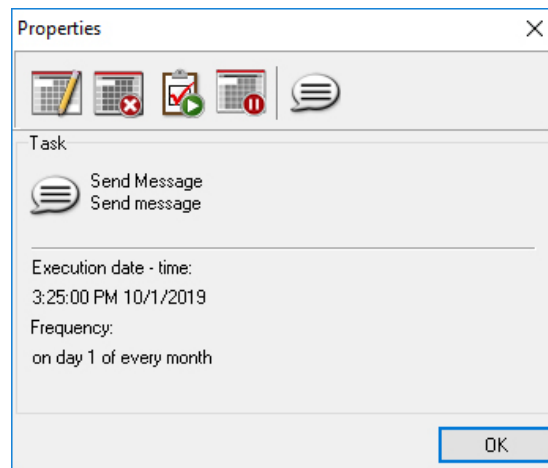 Properties
Task
Send Message
Send message
Execution date - time:
3:25:00 PM 10/1/2019
Frequency:
on day 1 of every month
OK